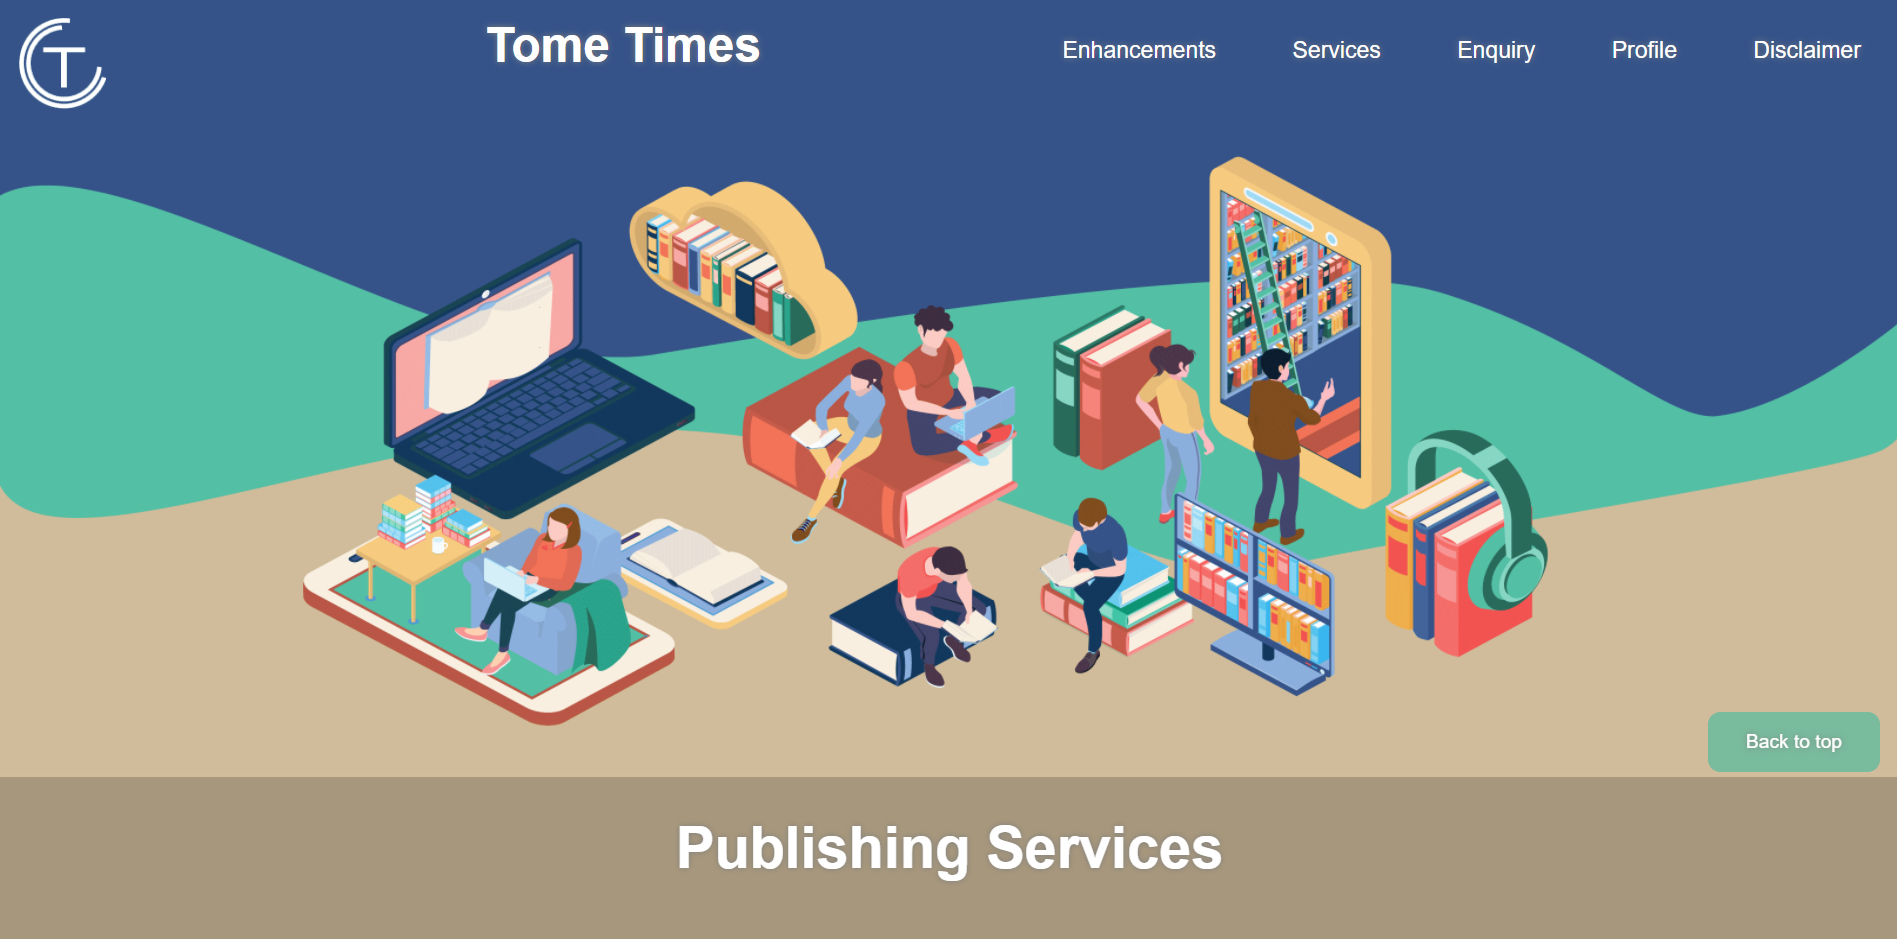 T
Tome Times
Enhancements
Services
Enquiry
Profile
Disclaimer
Back to top
Publishing Services